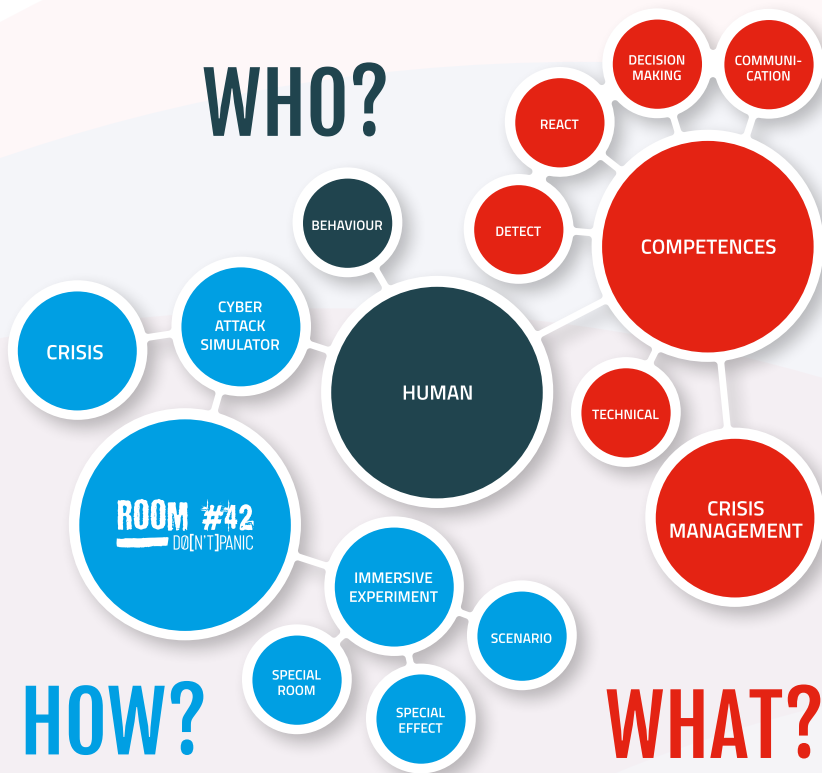 WHO?
DECISION
MAKING
COMMUNI-
CATION
REACT
BEHAVIOUR
DETECT
COMPETENCES
CYBER
ATTACK
SIMULATOR
CRISIS
HUMAN
TECHNICAL
ROOM #42
DØ[N'T]PANIC
CRISIS
MANAGEMENT
IMMERSIVE
EXPERIMENT
SCENARIO
SPECIAL
ROOM
SPECIAL
EFFECT
HOW?
WHAT?